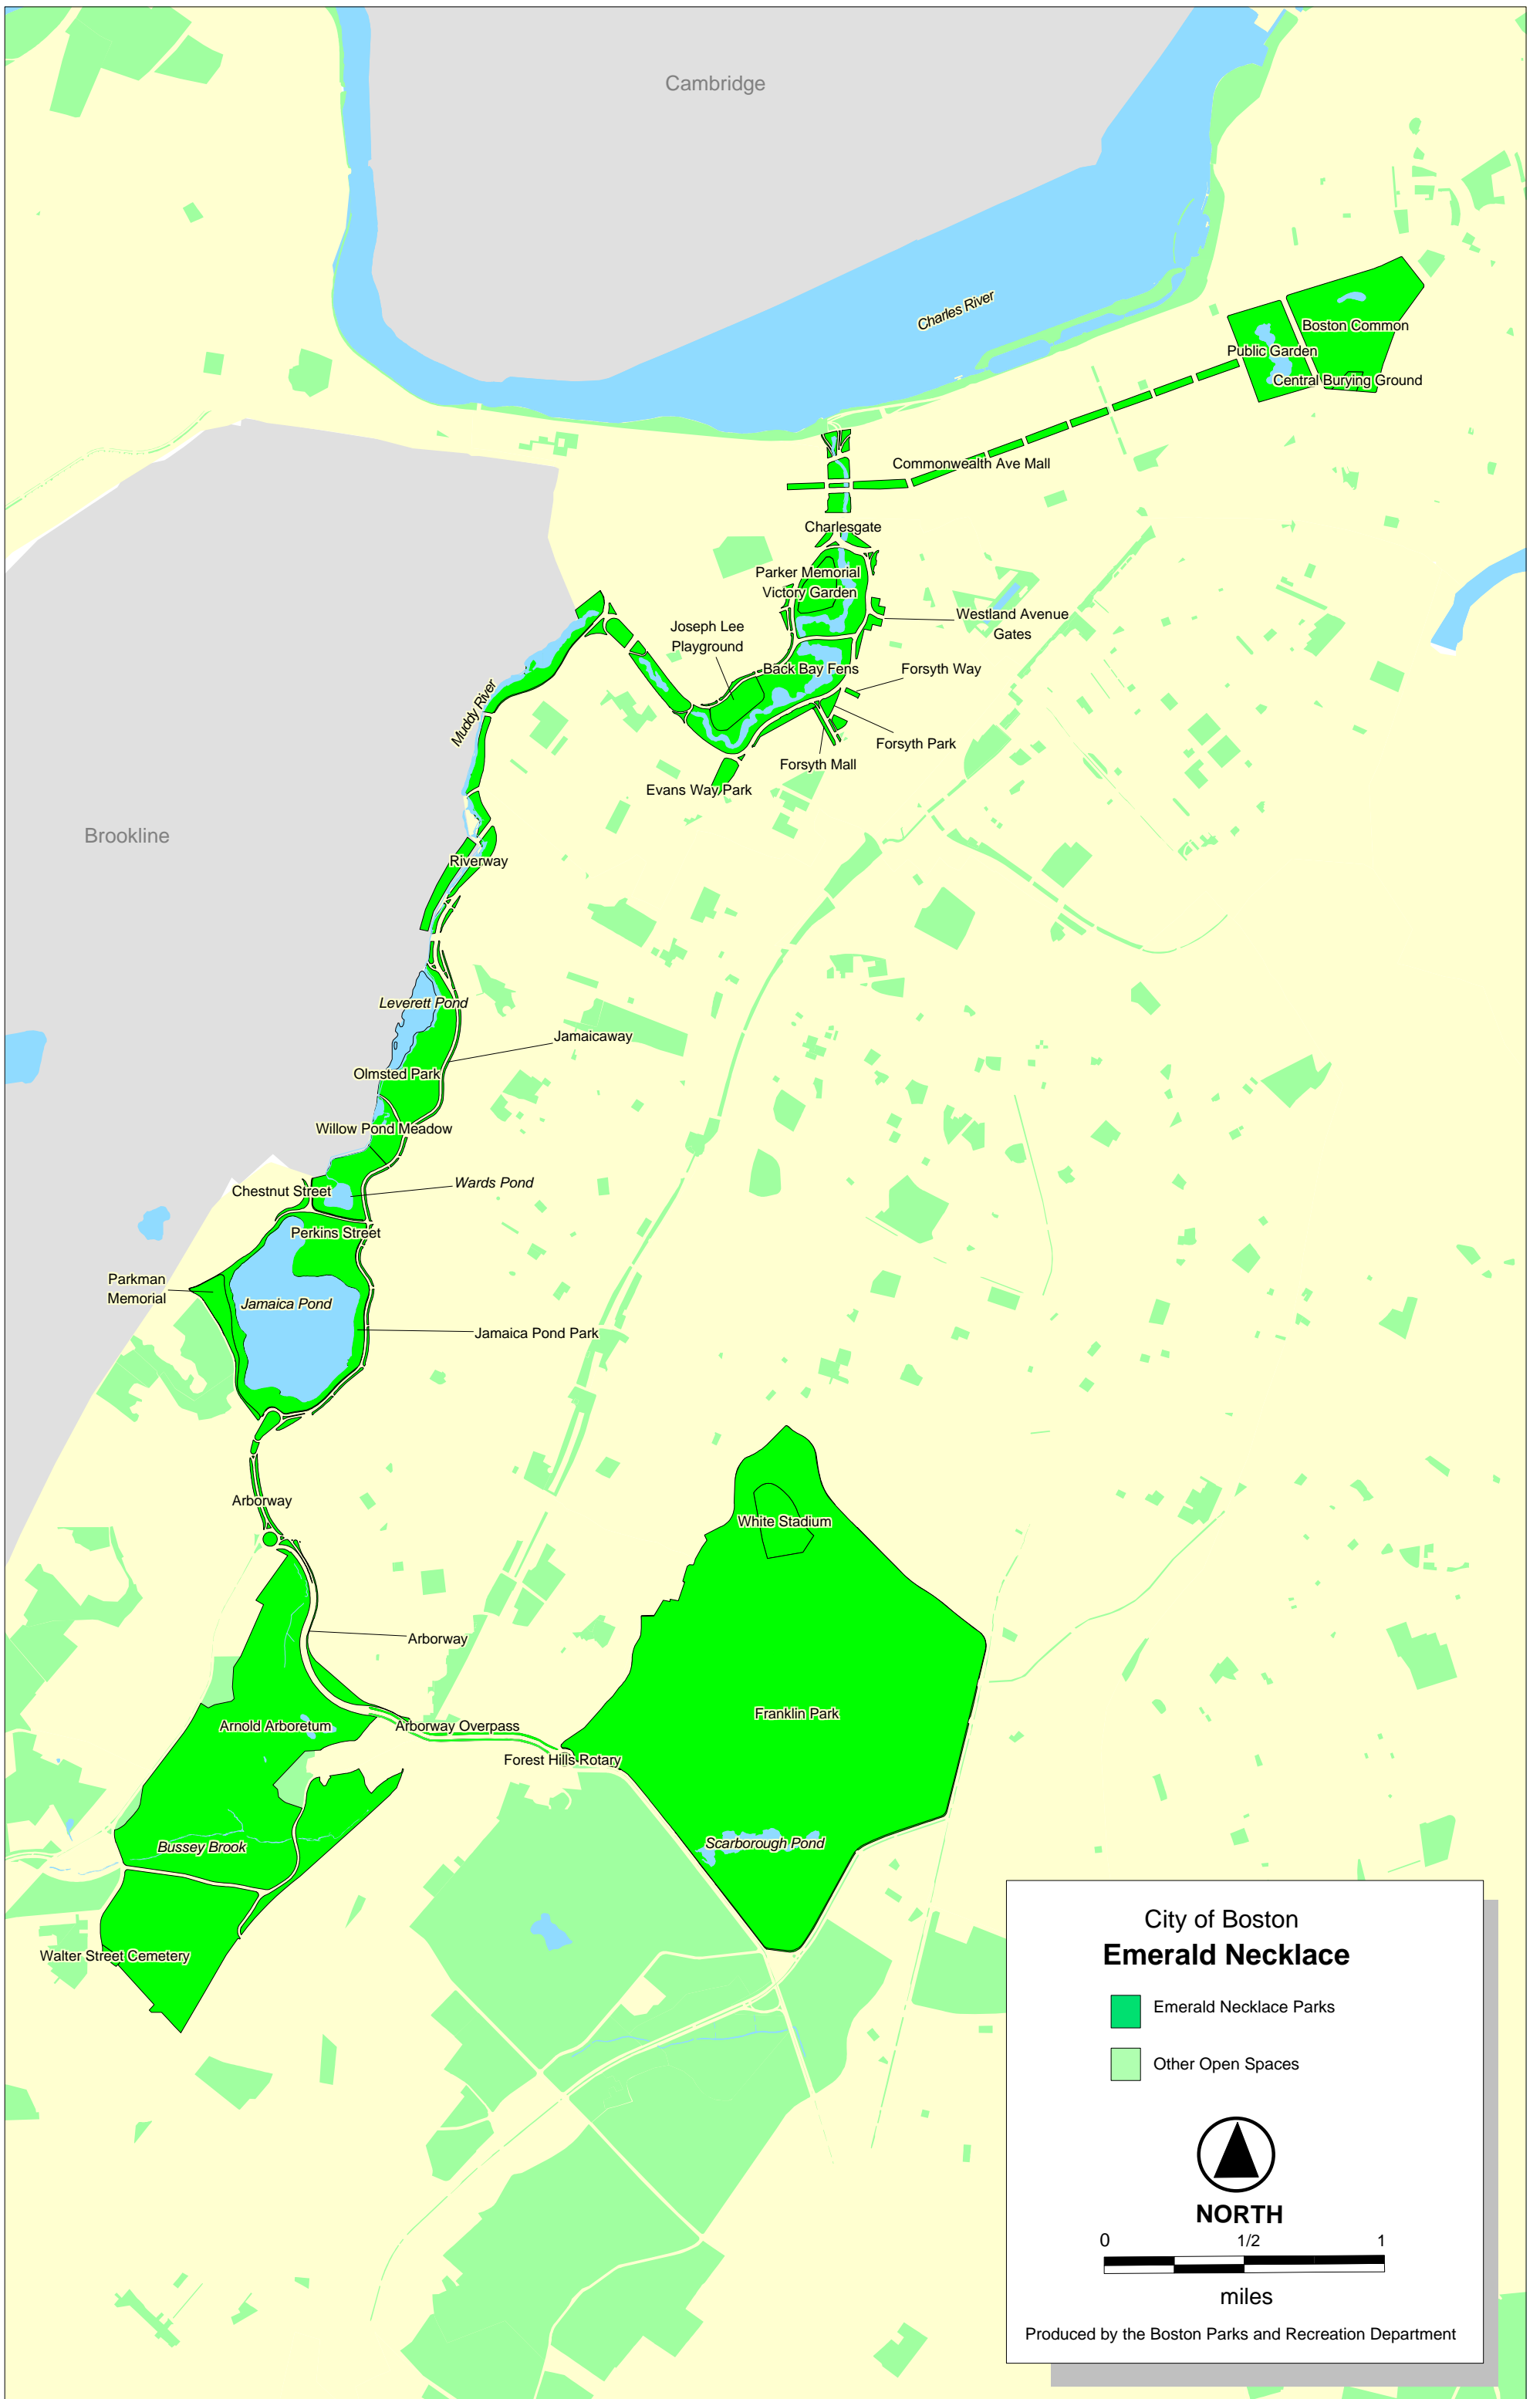 Cambridge
Charles River
Boston Common
Public Garden
Central Burying Ground
Commonwealth Ave Mall
Charlesgate
Parker Memorial
Victory Garden
Westland Avenue
Gates
Joseph Lee
Playground
Back Bay Fens
Forsyth Way
Muddy River
Forsyth Park
Forsyth Mall
Evans Way Park
Brookline
Riverway
Leverett Pond
Jamaicaway
Olmsted Park
Willow Pond Meadow
Wards Pond
Chestnut Street
Perkins Street
Parkman
Memorial
Jamaica Pond
Jamaica Pond Park
Arborway
White Stadium
Arborway
Franklin Park
Arnold Arboretum
Arborway Overpass
Forest Hills Rotary
Scarborough Pond
Bussey Brook
Walter Street Cemetery
City of Boston
Emerald Necklace
Emerald Necklace Parks
Other Open Spaces
NORTH
0 1/2 1
miles
Produced by the Boston Parks and Recreation Department